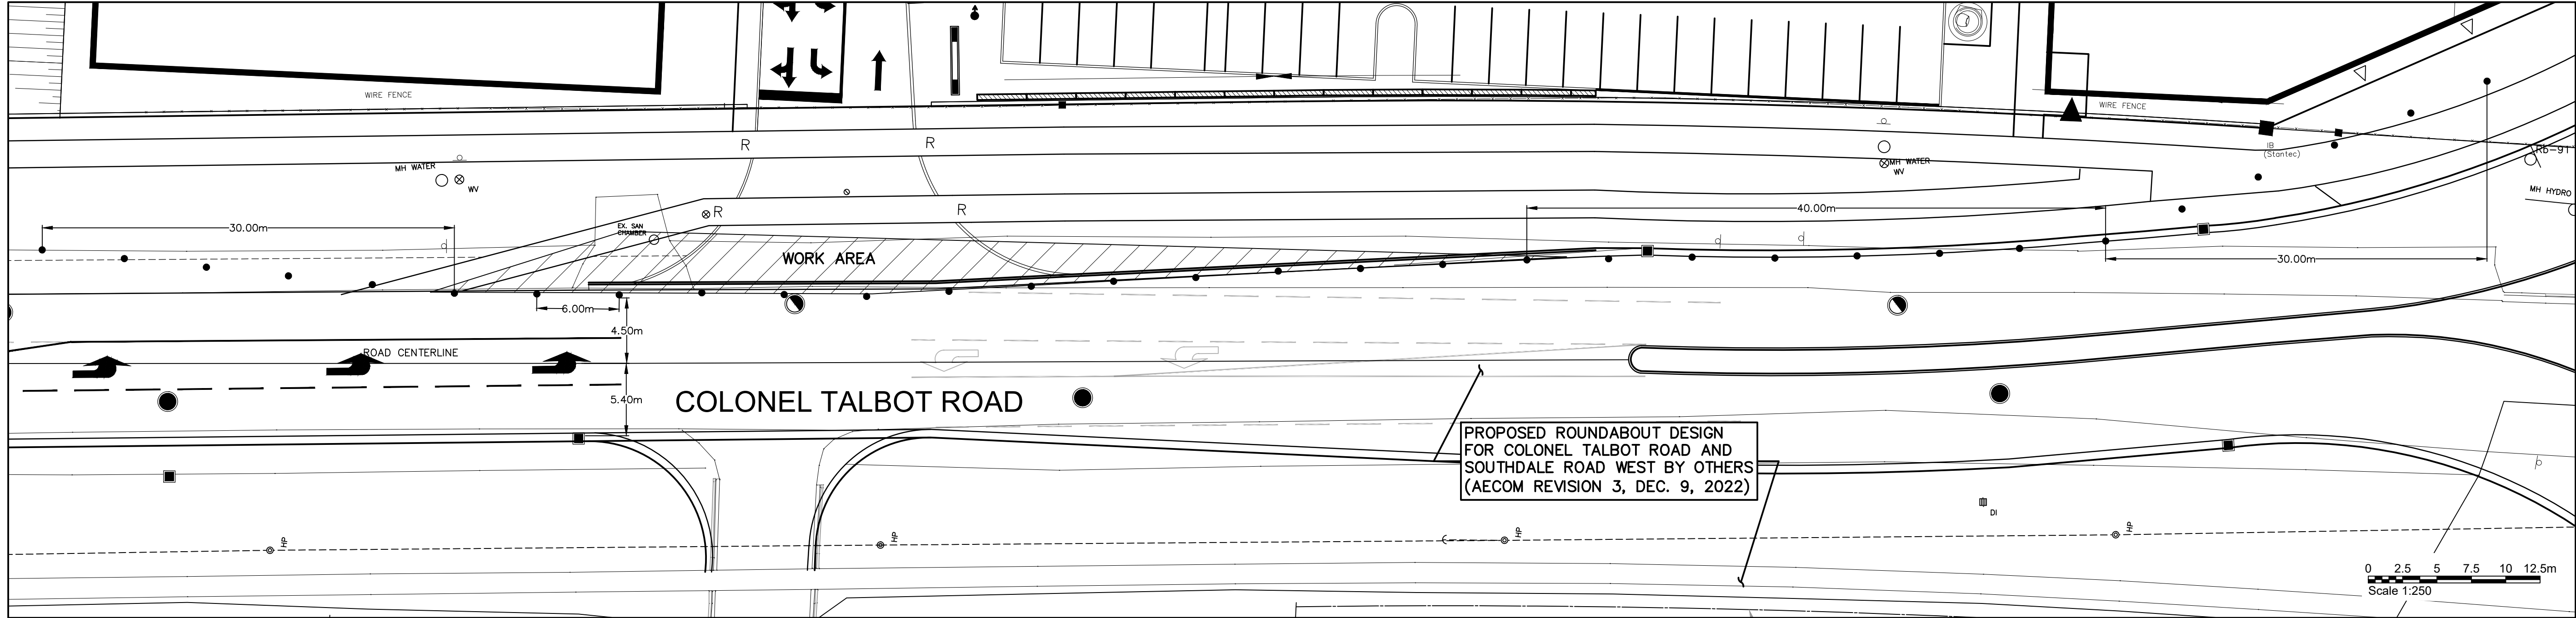 WIRE FENCE
WIRE FENCE
R
R
IB
(Stantec)
Rb-91
MH WATER
WV
MH WATER
WV
MH HYDRO
R
R
EX. SAN
CHAMBER
30.00m
40.00m
WORK AREA
30.00m
6.00m
4.50m
ROAD CENTERLINE
5.40m
COLONEL TALBOT ROAD
PROPOSED ROUNDABOUT DESIGN
FOR COLONEL TALBOT ROAD AND
SOUTHDALE ROAD WEST BY OTHERS
(AECOM REVISION 3, DEC. 9, 2022)
DI
HP
HP
HP
HP
0 2.5 5 7.5 10 12.5m
Scale 1:250